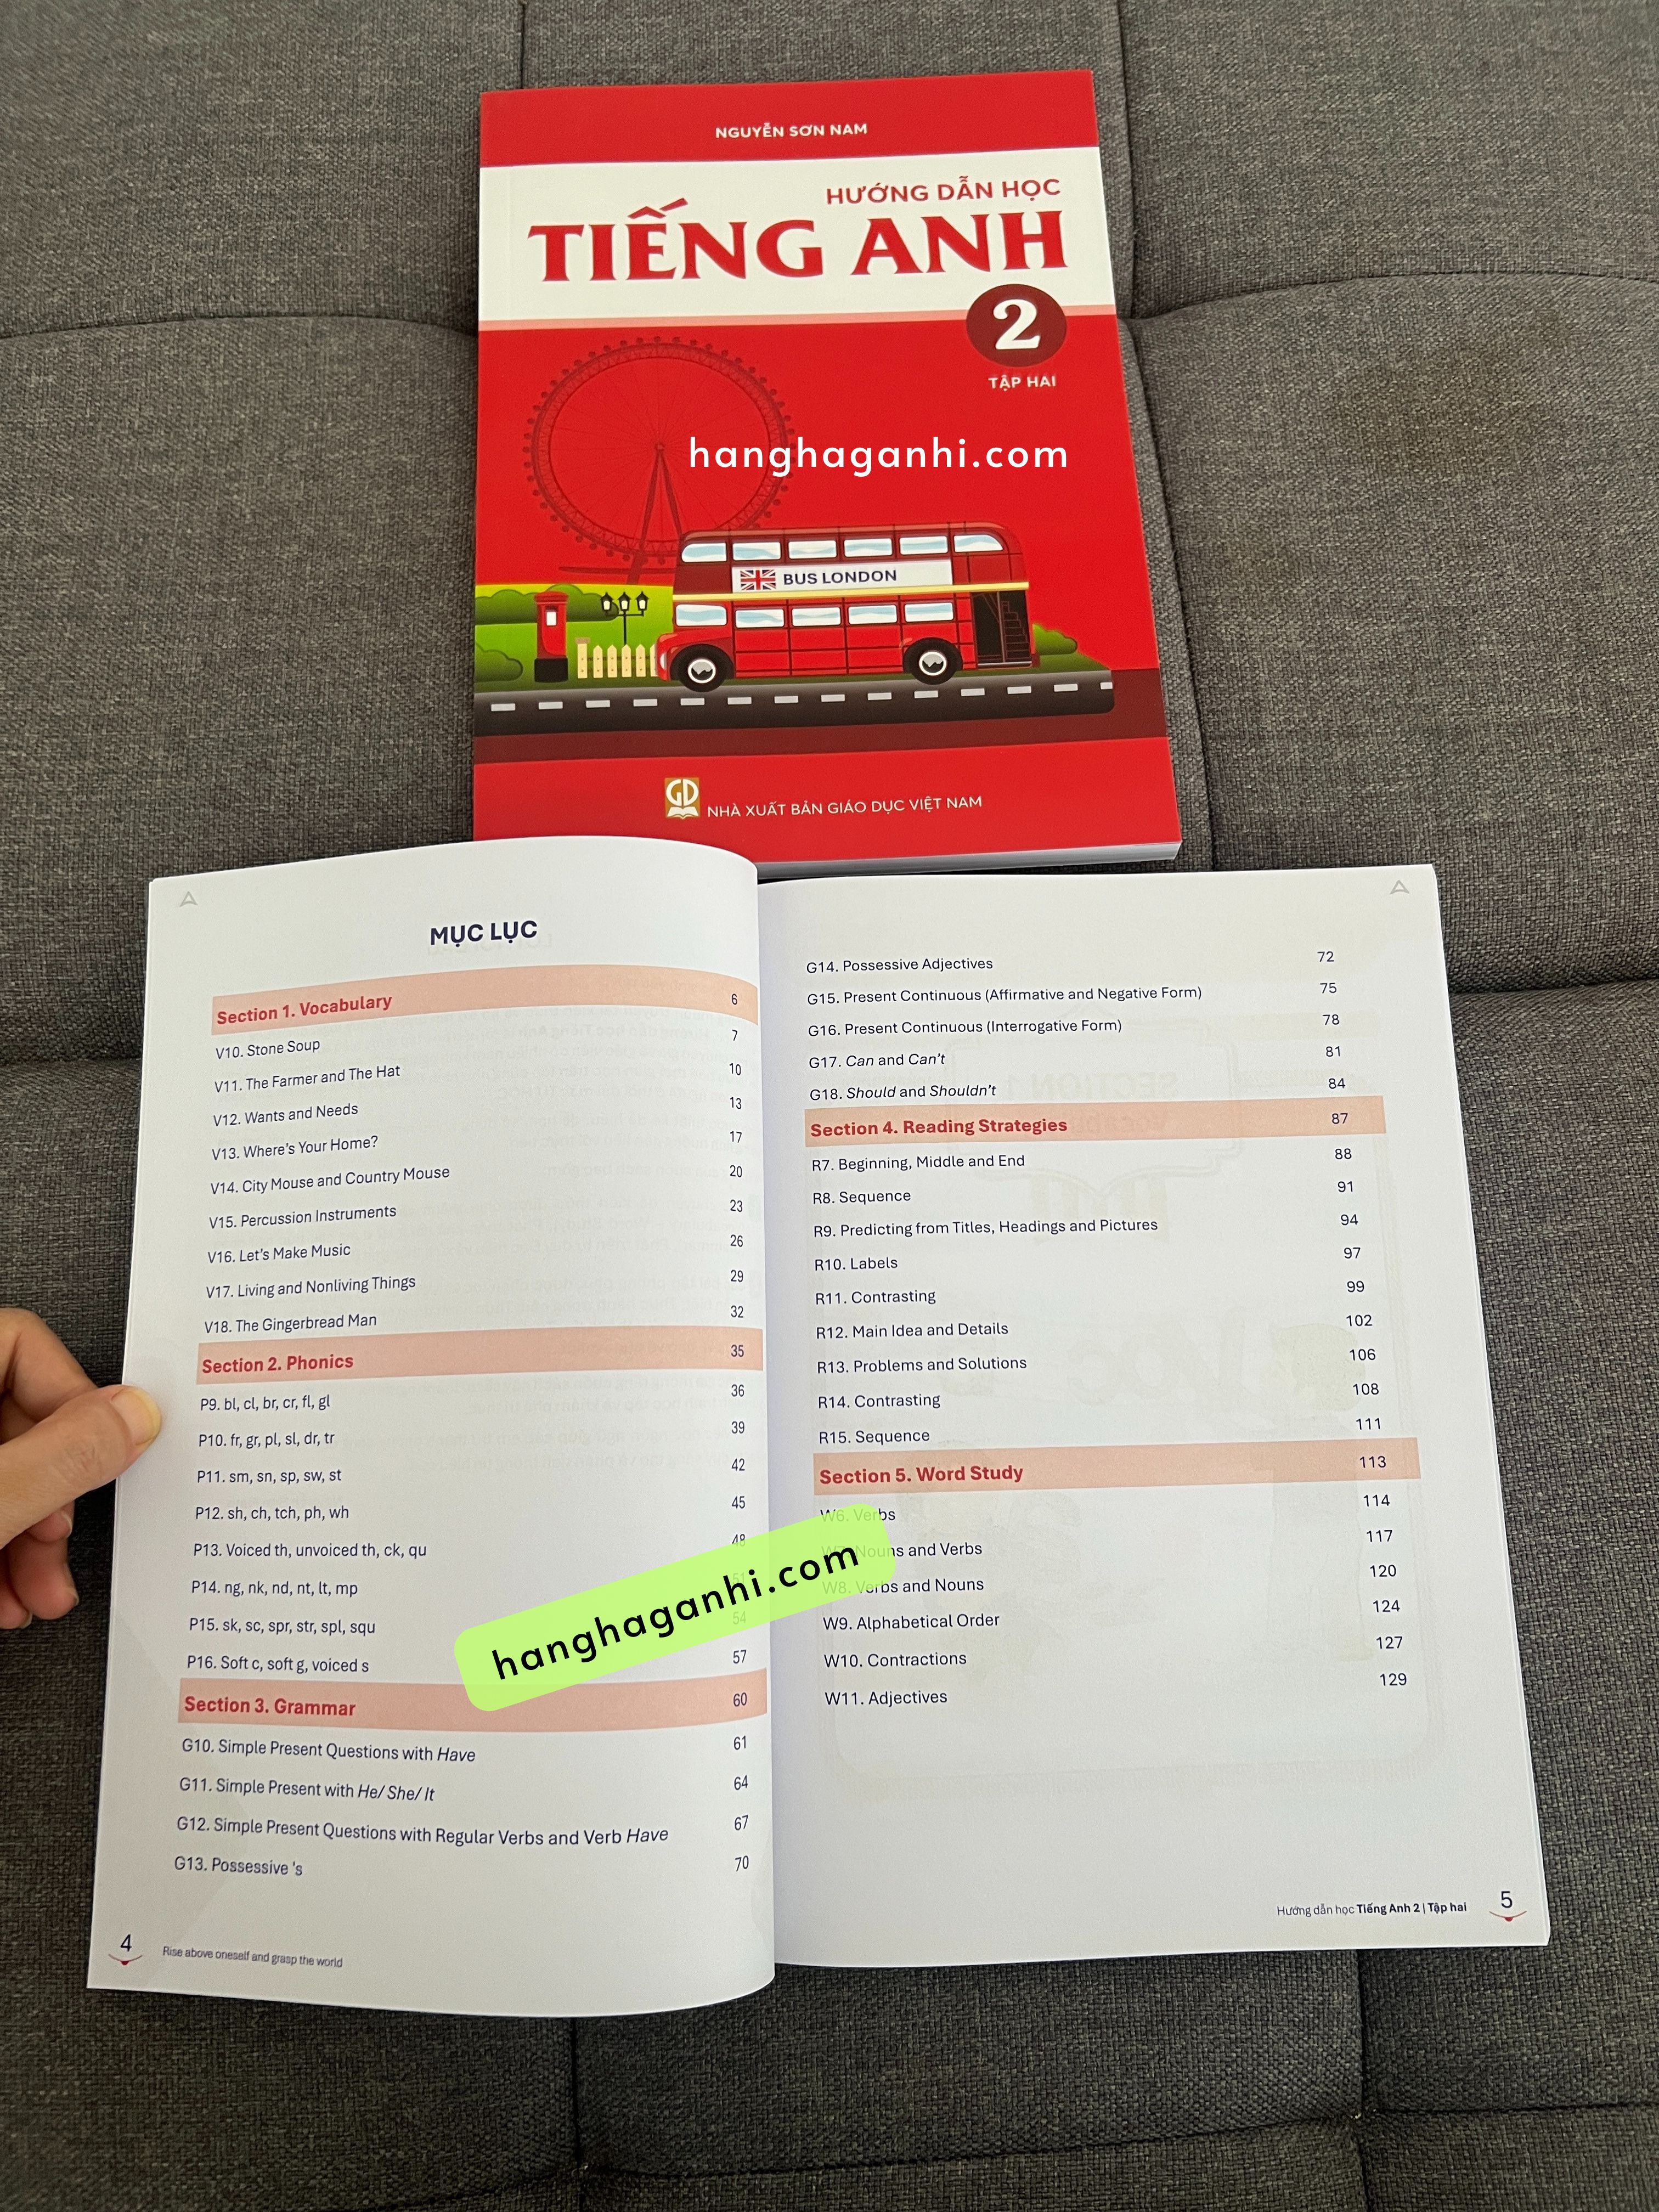 NGUYỄN SƠN NAM
HƯỚNG DẪN HỌC
TIẾNG ANH
2
TẬP HAI
hanghaganhi.com
BUS LONDON
GD
NHÀ XUẤT BẢN GIÁO DỤC VIỆT NAM
MỤC LỤC
Section 1. Vocabulary 6
V10. Stone Soup 7
V11. The Farmer and The Hat 10
V12. Wants and Needs 13
V13. Where's Your Home? 17
V14. City Mouse and Country Mouse 20
V15. Percussion Instruments 23
V16. Let's Make Music 26
V17. Living and Nonliving Things 29
V18. The Gingerbread Man 32
Section 2. Phonics 35
P9. bl, cl, br, cr, fl, gl 36
P10. fr, gr, pl, sl, dr, tr 39
P11. sm, sn, sp, sw, st 42
P12. sh, ch, tch, ph, wh 45
P13. Voiced th, unvoiced th, ck, qu 48
P14. ng, nk, nd, nt, lt, mp 51
P15. sk, sc, spr, str, spl, squ 54
P16. Soft c, soft g, voiced s 57
Section 3. Grammar 60
G10. Simple Present Questions with Have 61
G11. Simple Present with He/ She/ It 64
G12. Simple Present Questions with Regular Verbs and Verb Have 67
G13. Possessive 's 70
4 Rise above oneself and grasp the world
hanghaganhi.com
G14. Possessive Adjectives 72
G15. Present Continuous (Affirmative and Negative Form) 75
G16. Present Continuous (Interrogative Form) 78
G17. Can and Can't 81
G18. Should and Shouldn't 84
Section 4. Reading Strategies 87
R7. Beginning, Middle and End 88
R8. Sequence 91
R9. Predicting from Titles, Headings and Pictures 94
R10. Labels 97
R11. Contrasting 99
R12. Main Idea and Details 102
R13. Problems and Solutions 106
R14. Contrasting 108
R15. Sequence 111
Section 5. Word Study 113
W6. Verbs 114
W7. Nouns and Verbs 117
W8. Verbs and Nouns 120
W9. Alphabetical Order 124
W10. Contractions 127
W11. Adjectives 129
Hướng dẫn học Tiếng Anh 2 | Tập hai 5